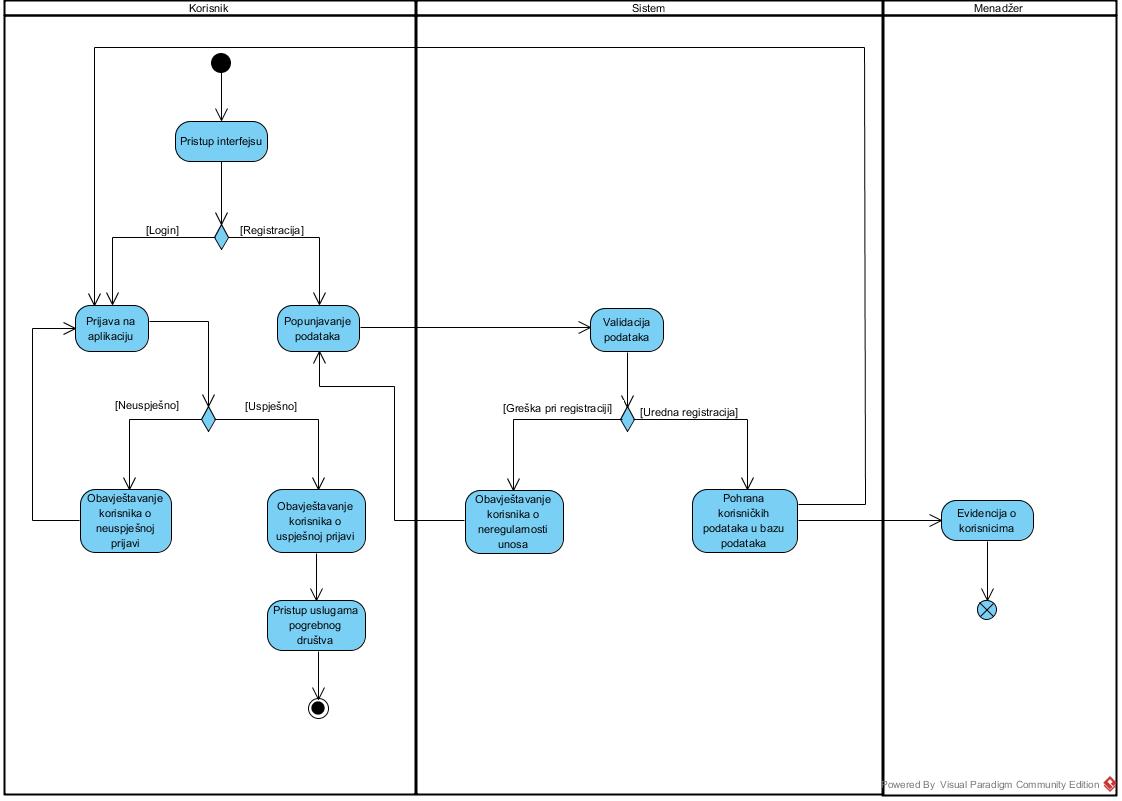 Korisnik
Sistem
Menadžer
Pristup interfejsu
[Login]
[Registracija]
Prijava na
aplikaciju
Popunjavanje
podataka
Validacija
podataka
[Neuspješno]
[Uspješno]
[Greška pri registraciji]
[Uredna registracija]
Obavještavanje
korisnika o
neuspješnoj
prijavi
Obavještavanje
korisnika o
uspješnoj prijavi
Obavještavanje
korisnika o
neregularnosti
unosa
Pohrana
korisničkih
podataka u bazu
podataka
Evidencija o
korisnicima
Pristup uslugama
pogrebnog
društva
Powered By Visual Paradigm Community Edition